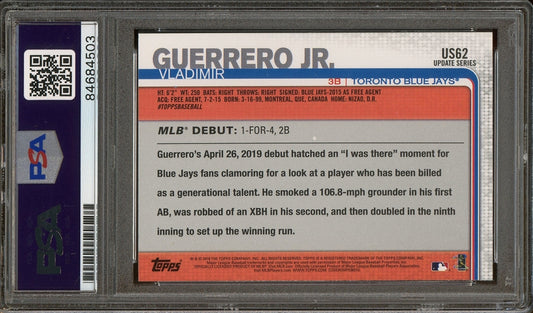 84684503
PSA
PSA
GUERRERO JR.
VLADIMIR
US62
UPDATE SERIES
3B | TORONTO BLUE JAYS®
HT: 6'2" WT: 250 BATS: RIGHT THROWS: RIGHT SIGNED: BLUE JAYS-2015 AS FREE AGENT
ACQ: FREE AGENT, 7-2-15 BORN: 3-16-99, MONTREAL, QUE, CANADA HOME: NIZAO, D.R.
#TOPPSBASEBALL
MLB® DEBUT: 1-FOR-4, 2B
Guerrero's April 26, 2019 debut hatched an "I was there" moment for
Blue Jays fans clamoring for a look at a player who has been billed
as a generational talent. He smoked a 106.8-mph grounder in his first
AB, was robbed of an XBH in his second, and then doubled in the ninth
inning to set up the winning run.
Topps